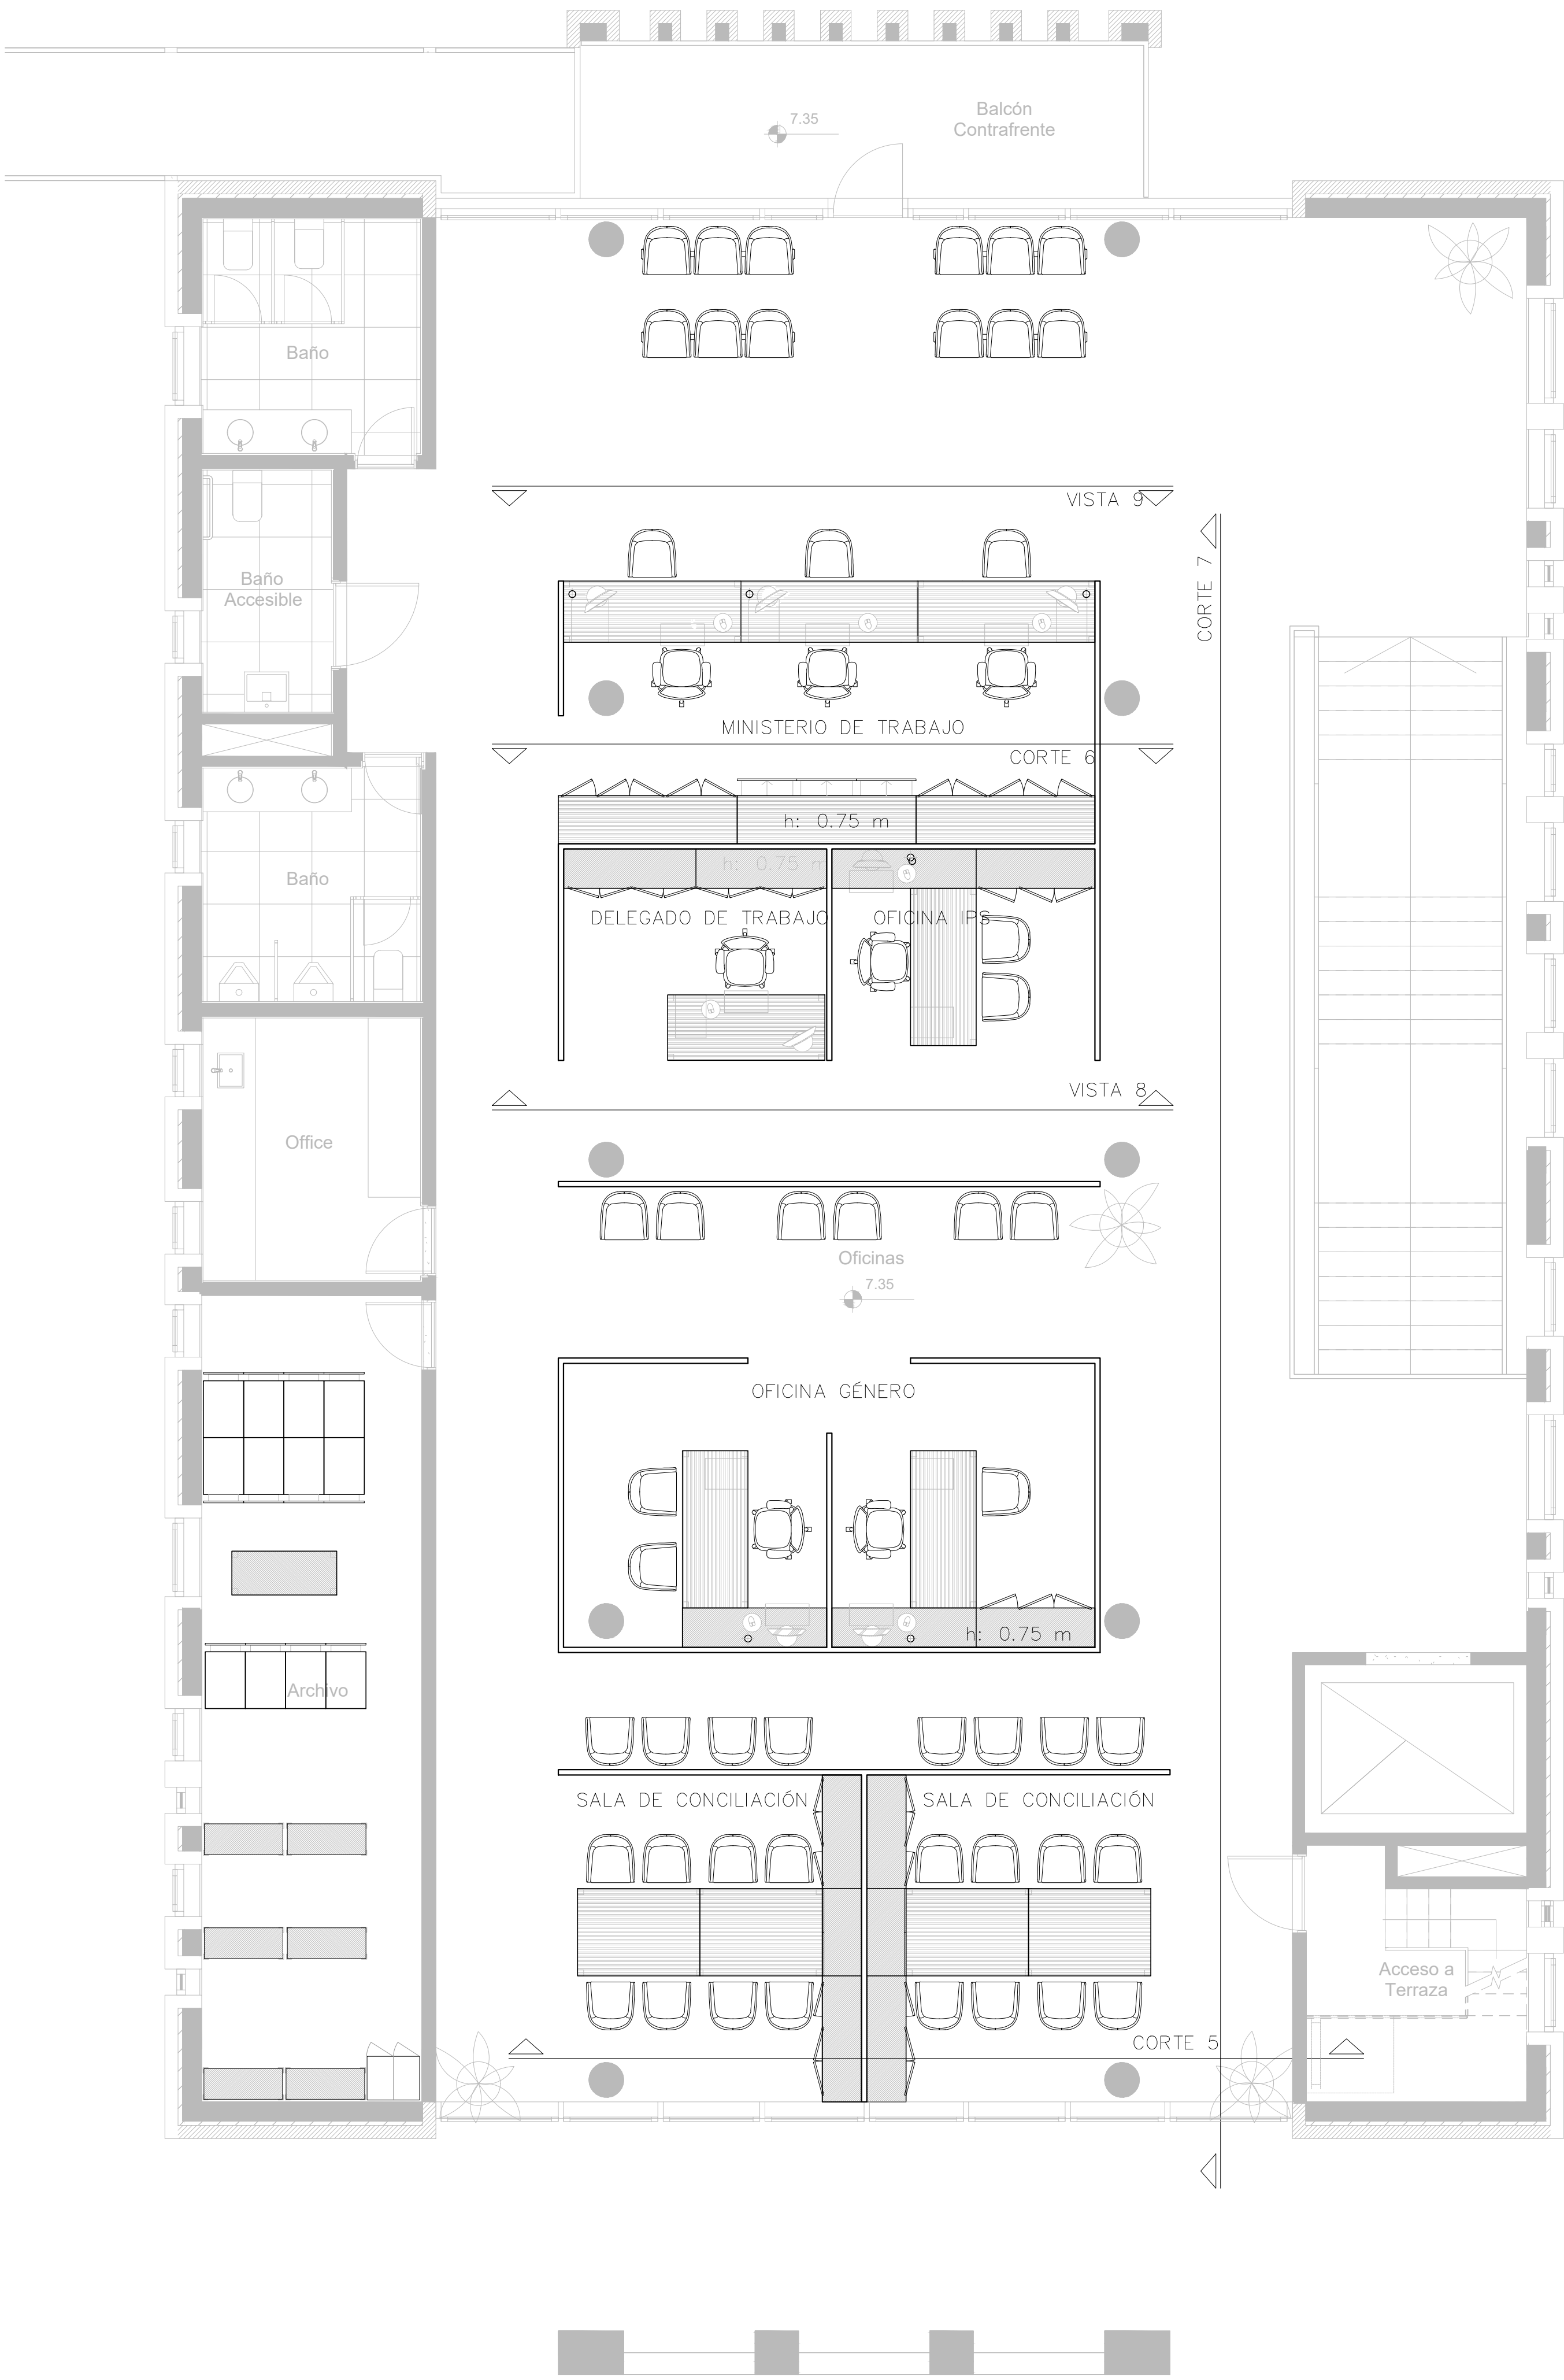 Balcón
Contrafrente
7.35
Baño
VISTA 9
CORTE 7
Baño
Accesible
MINISTERIO DE TRABAJO
CORTE 6
h: 0.75 m
h: 0.75 m
Baño
DELEGADO DE TRABAJO
OFICINA IPS
VISTA 8
Office
Oficinas
7.35
OFICINA GÉNERO
h: 0.75 m
Archivo
SALA DE CONCILIACIÓN
SALA DE CONCILIACIÓN
Acceso a
Terraza
CORTE 5